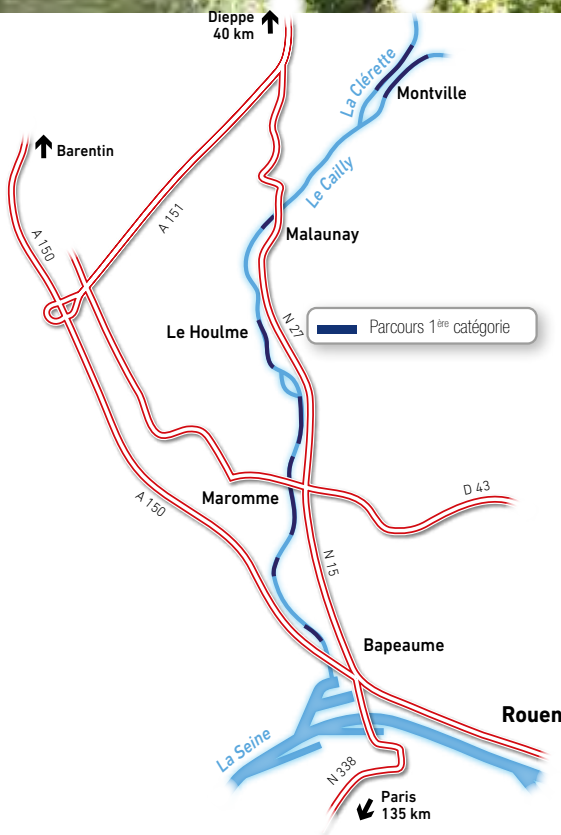 Dieppe
40 km
La Clérette
Montville
Barentin
Le Cailly
A 151
A 150
Malaunay
N 27
Le Houlme
Parcours 1ère catégorie
Maromme
A 150
D 43
N 15
Bapeaume
Rouen
La Seine
N 338
Paris
135 km